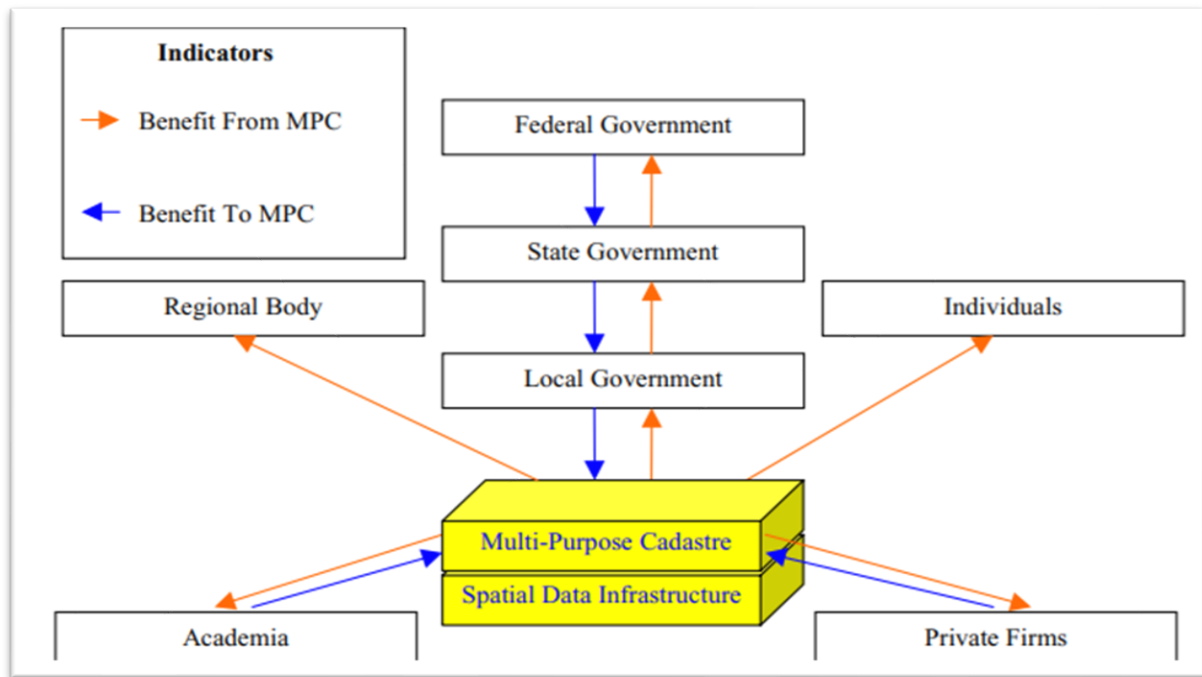 Indicators
Benefit From MPC
Benefit To MPC
Federal Government
State Government
Regional Body
Individuals
Local Government
Multi-Purpose Cadastre
Spatial Data Infrastructure
Academia
Private Firms